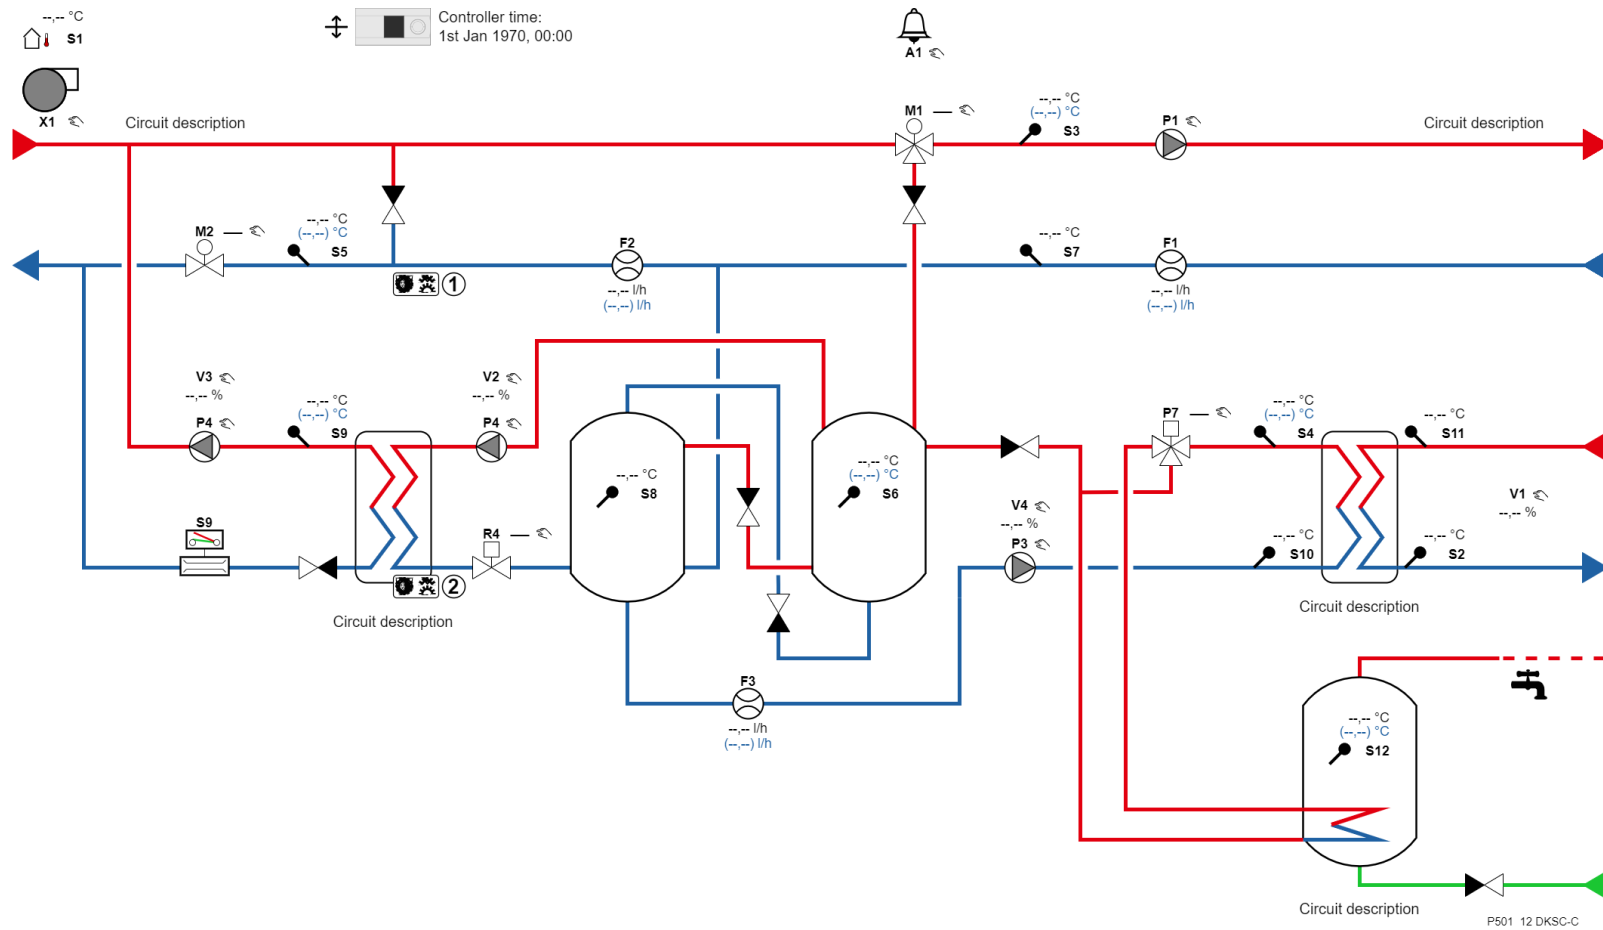 --,-- °C
S1
Controller time:
1st Jan 1970, 00:00
A1
X1
Circuit description
M1
--,-- °C
(--,--) °C
S3
P1
Circuit description
M2
--,-- °C
(--,--) °C
S5
F2
--,-- °C
S7
F1
1
--,-- l/h
(--,--) l/h
--,-- l/h
(--,--) l/h
V3
--,-- %
P4
--,-- °C
(--,--) °C
S9
V2
--,-- %
P4
--,-- °C
S8
--,-- °C
(--,--) °C
S6
P7
--,-- °C
(--,--) °C
S4
--,-- °C
S11
V4
--,-- %
P3
V1
--,-- %
S9
R4
--,-- °C
S10
--,-- °C
S2
2
Circuit description
Circuit description
F3
--,-- l/h
(--,--) l/h
--,-- °C
(--,--) °C
S12
Circuit description
P501 12 DKSC-C